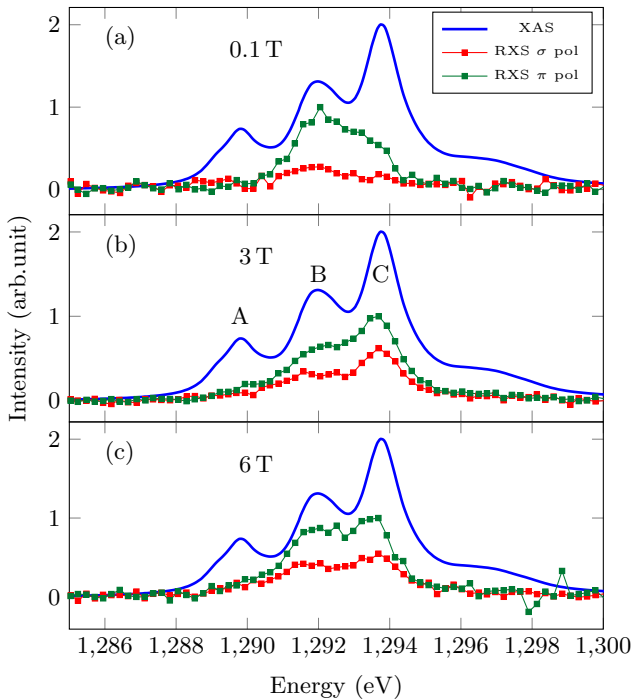 (a)
0.1 T
XAS
RXS σ pol
RXS π pol
2
1
0
(b)
3 T
A
B
C
2
1
0
(c)
6 T
2
1
0
Intensity (arb.unit)
1,286
1,288
1,290
1,292
1,294
1,296
1,298
1,300
Energy (eV)